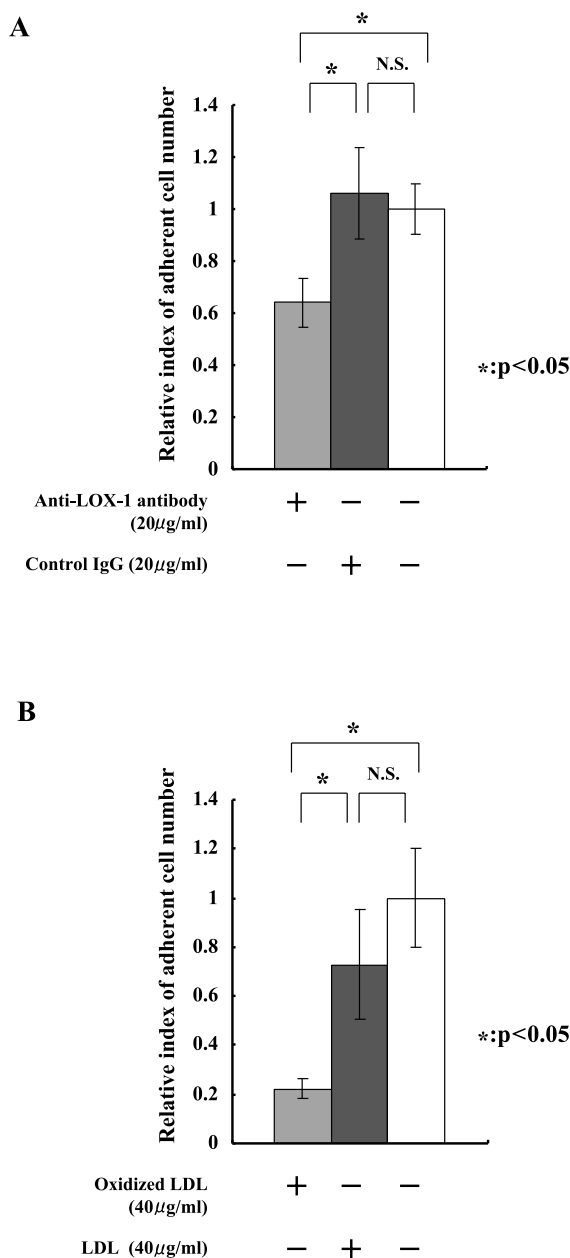 A
*
*
N.S.
1.4
1.2
1
0.8
0.6
0.4
0.2
0
Relative index of adherent cell number
*:p<0.05
Anti-LOX-1 antibody + − −
(20μg/ml)
Control IgG (20μg/ml) − + −
B
*
*
N.S.
1.4
1.2
1
0.8
0.6
0.4
0.2
0
Relative index of adherent cell number
*:p<0.05
Oxidized LDL + − −
(40μg/ml)
LDL (40μg/ml) − + −